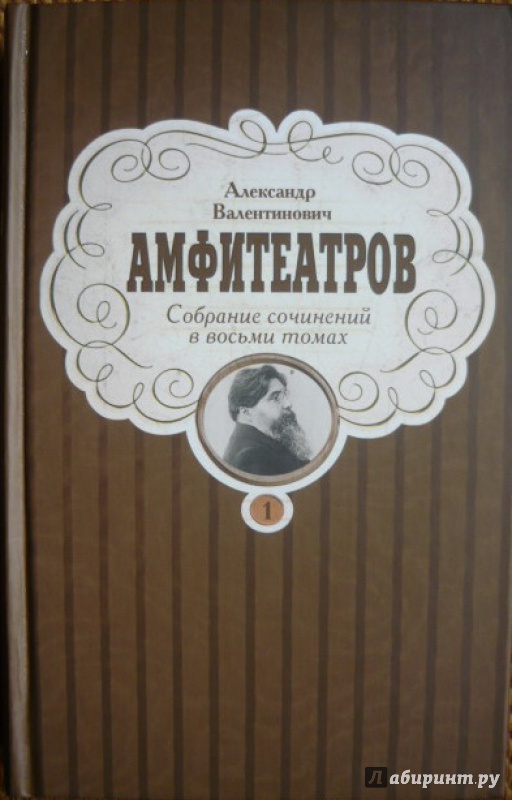 Александр
Валентинович
АМФИТЕАТРОВ
Собрание сочинений
в восьми томах
1
лабиринт.ру